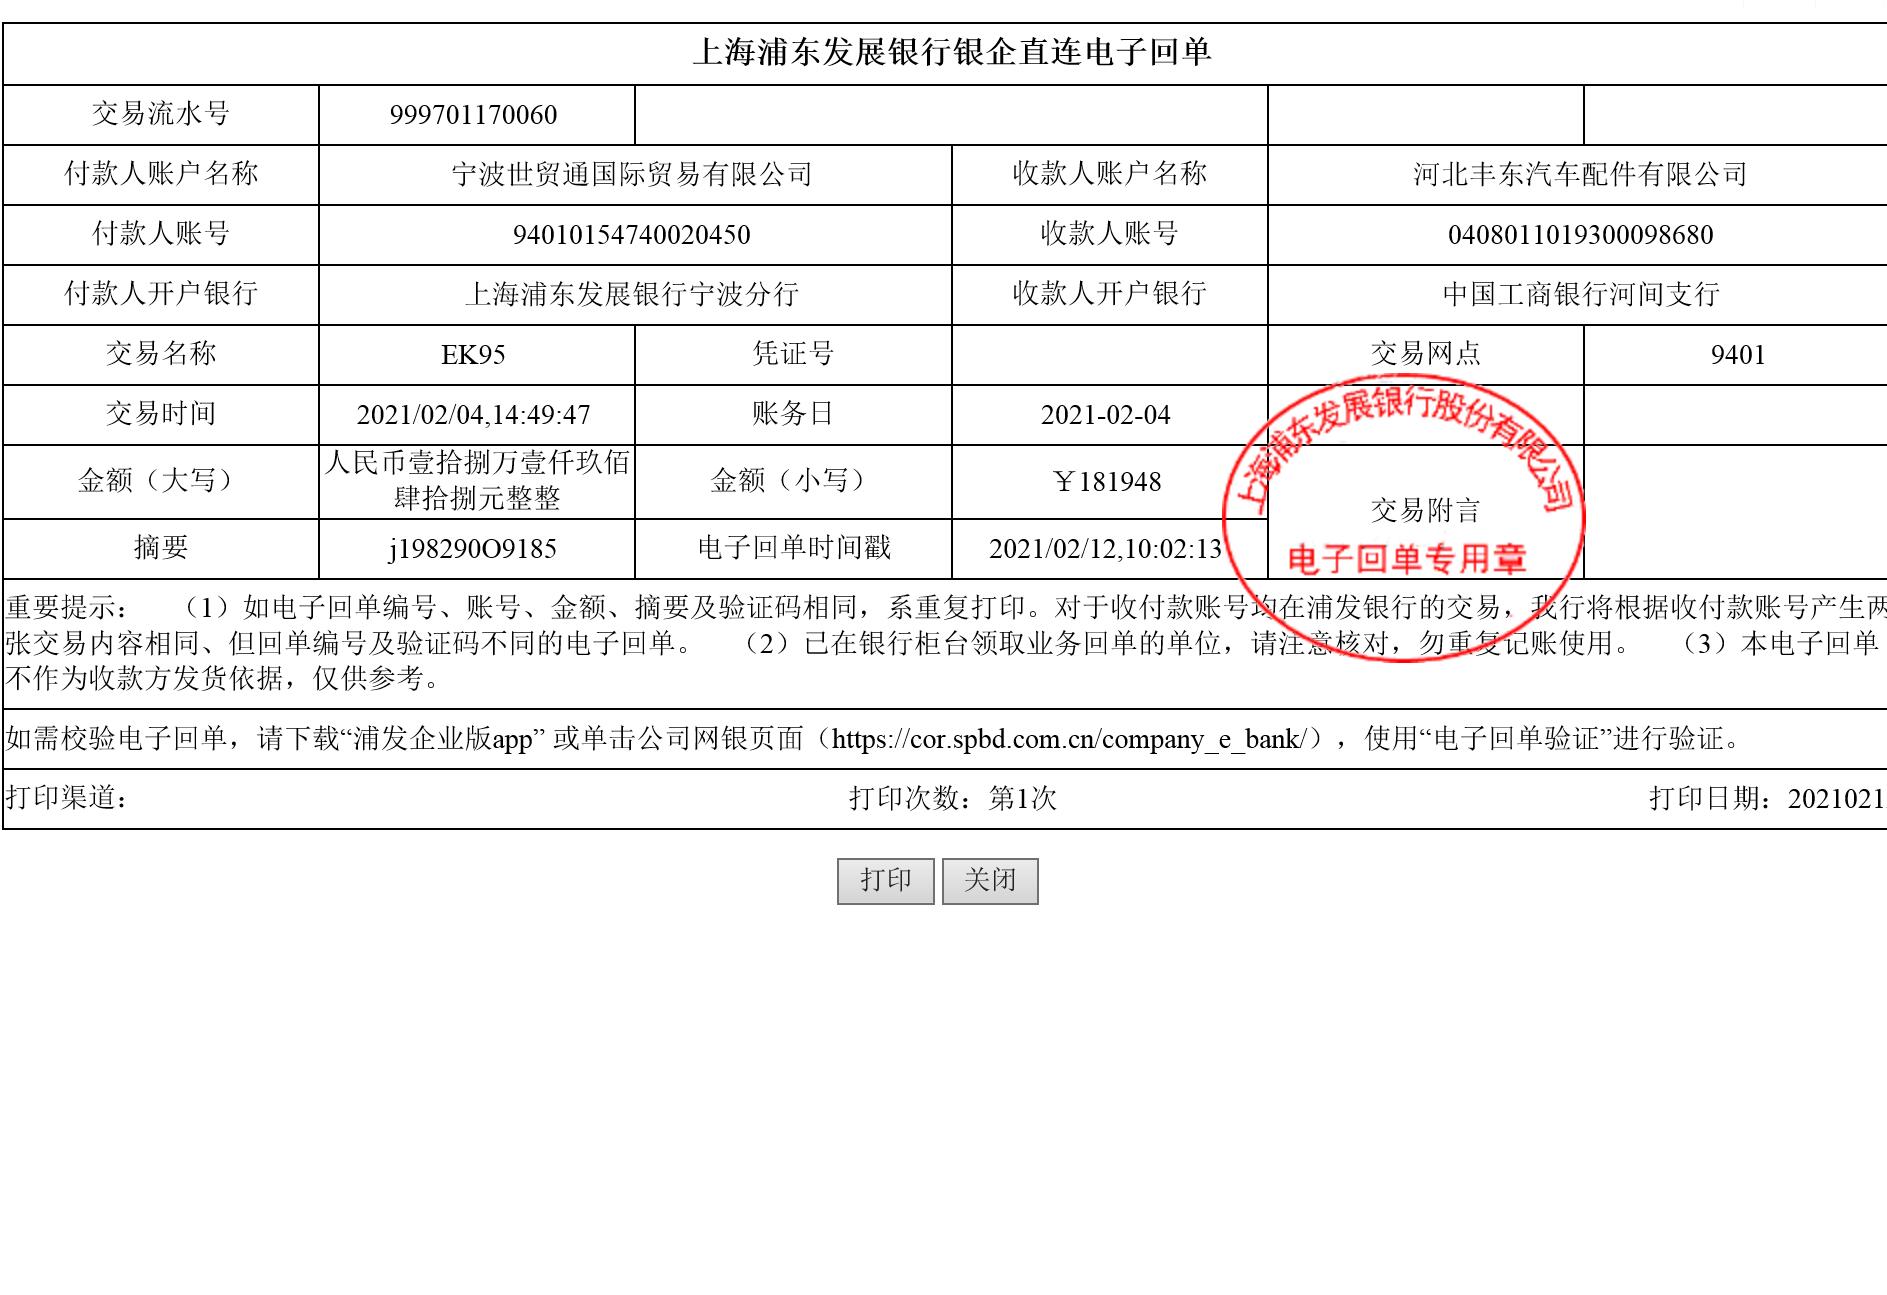 上海浦东发展银行银企直连电子回单
交易流水号 999701170060
付款人账户名称 宁波世贸通国际贸易有限公司 收款人账户名称 河北丰东汽车配件有限公司
付款人账号 94010154740020450 收款人账号 0408011019300098680
付款人开户银行 上海浦东发展银行宁波分行 收款人开户银行 中国工商银行河间支行
交易名称 EK95 凭证号 交易网点 9401
交易时间 2021/02/04,14:49:47 账务日 2021-02-04
金额（大写） 人民币壹拾捌万壹仟玖佰
肆拾捌元整整 金额（小写） ￥181948
交易附言
摘要 j198290O9185 电子回单时间戳 2021/02/12,10:02:13
上海浦东发展银行股份有限公司
电子回单专用章
重要提示： （1）如电子回单编号、账号、金额、摘要及验证码相同，系重复打印。对于收付款账号均在浦发银行的交易，我行将根据收付款账号产生两
张交易内容相同、但回单编号及验证码不同的电子回单。 （2）已在银行柜台领取业务回单的单位，请注意核对，勿重复记账使用。 （3）本电子回单
不作为收款方发货依据，仅供参考。
如需校验电子回单，请下载“浦发企业版app” 或单击公司网银页面（https://cor.spbd.com.cn/company_e_bank/），使用“电子回单验证”进行验证。
打印渠道： 打印次数：第1次 打印日期：2021021
打印 关闭